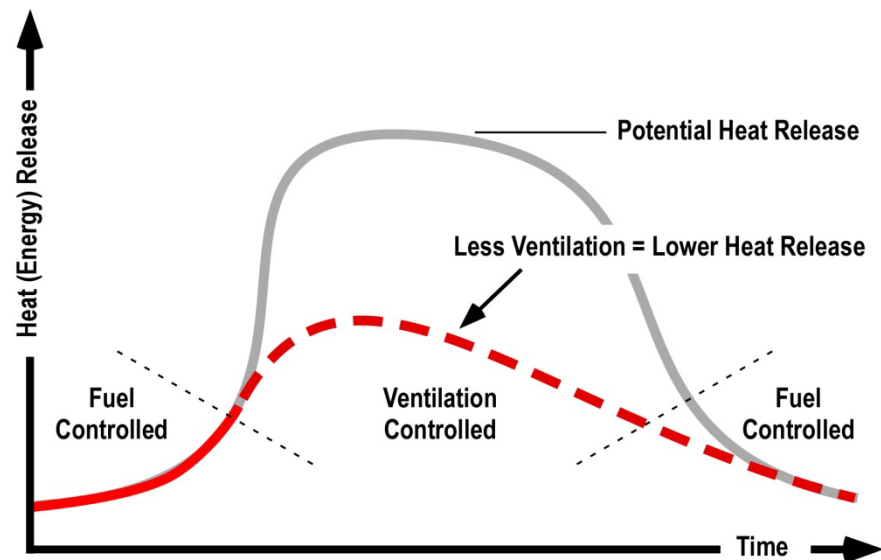 Heat (Energy) Release
Potential Heat Release
Less Ventilation = Lower Heat Release
Fuel
Controlled
Ventilation
Controlled
Fuel
Controlled
Time